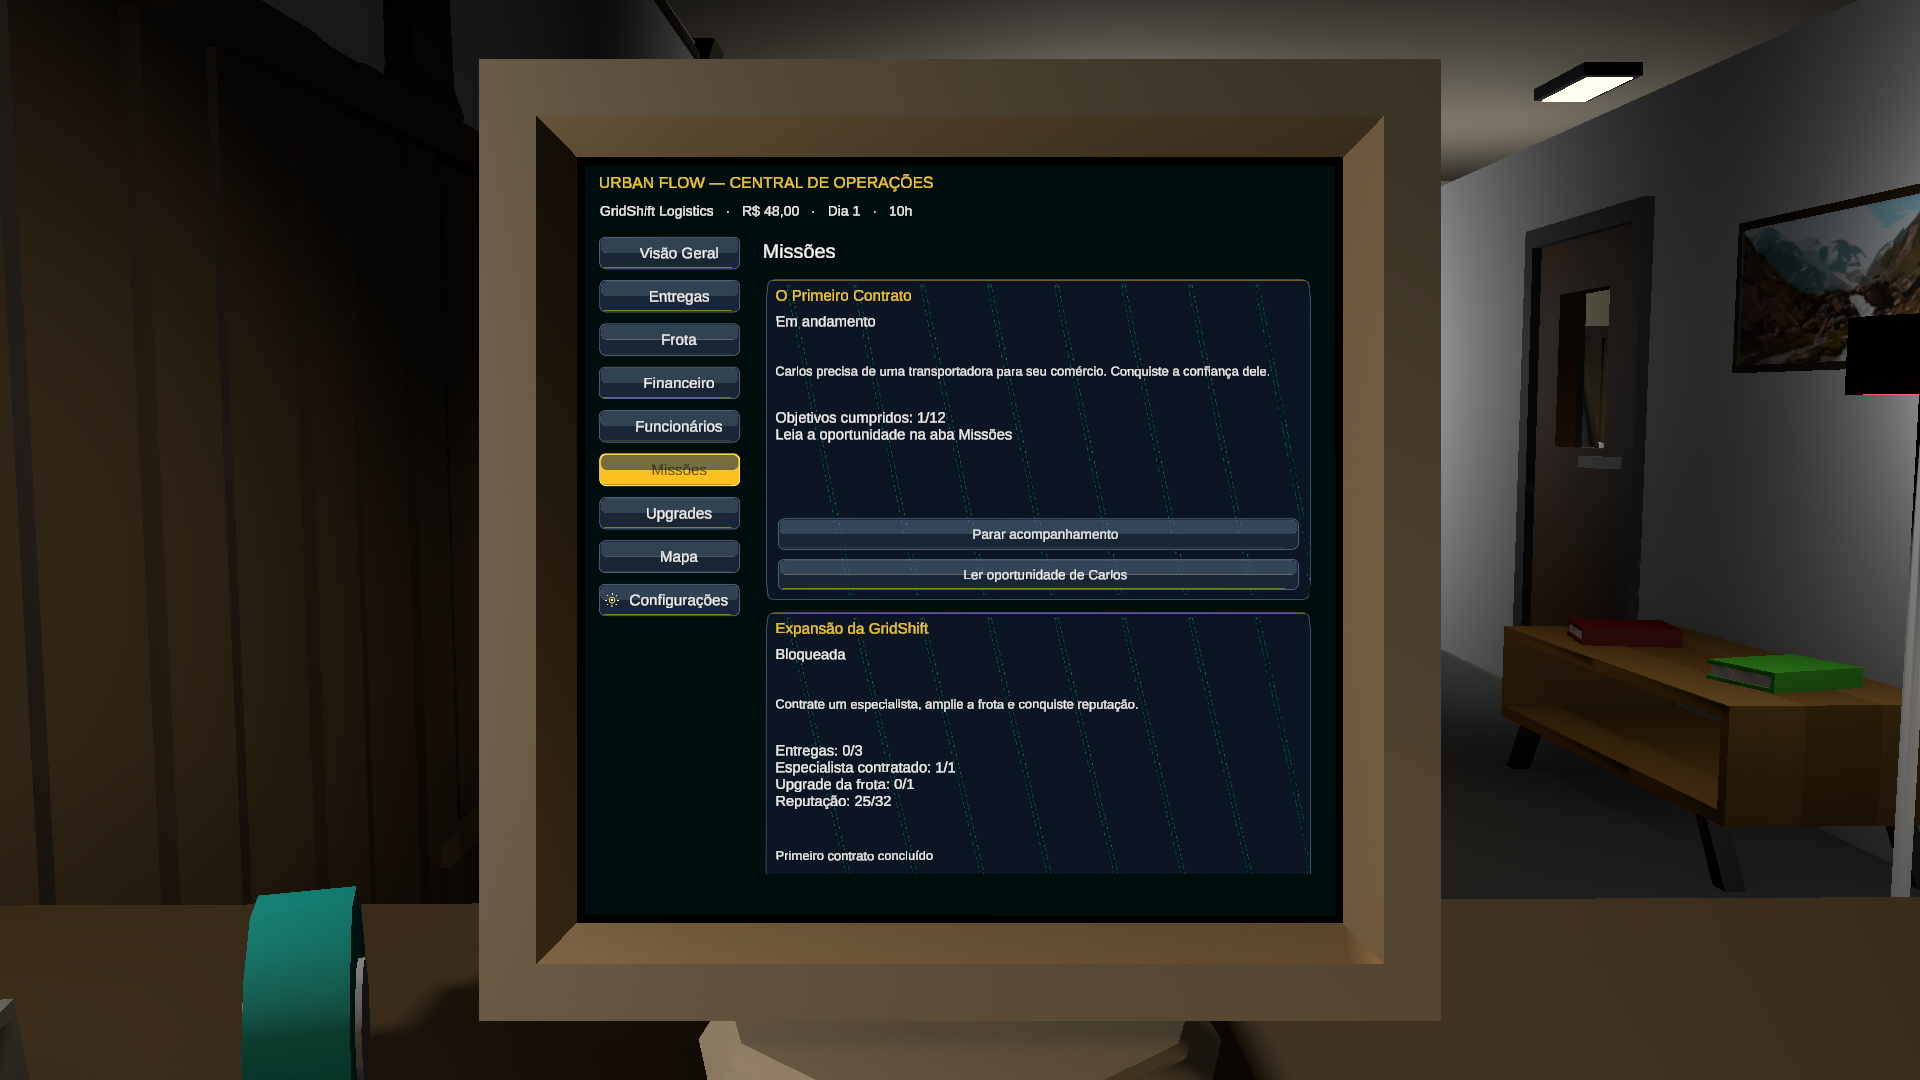 URBAN FLOW — CENTRAL DE OPERAÇÕES
GridShift Logistics · R$ 48,00 · Dia 1 · 10h
Visão Geral
Entregas
Frota
Financeiro
Funcionários
Missões
Upgrades
Mapa
Configurações
Missões
O Primeiro Contrato
Em andamento
Carlos precisa de uma transportadora para seu comércio. Conquiste a confiança dele.
Objetivos cumpridos: 1/12
Leia a oportunidade na aba Missões
Parar acompanhamento
Ler oportunidade de Carlos
Expansão da GridShift
Bloqueada
Contrate um especialista, amplie a frota e conquiste reputação.
Entregas: 0/3
Especialista contratado: 1/1
Upgrade da frota: 0/1
Reputação: 25/32
Primeiro contrato concluído